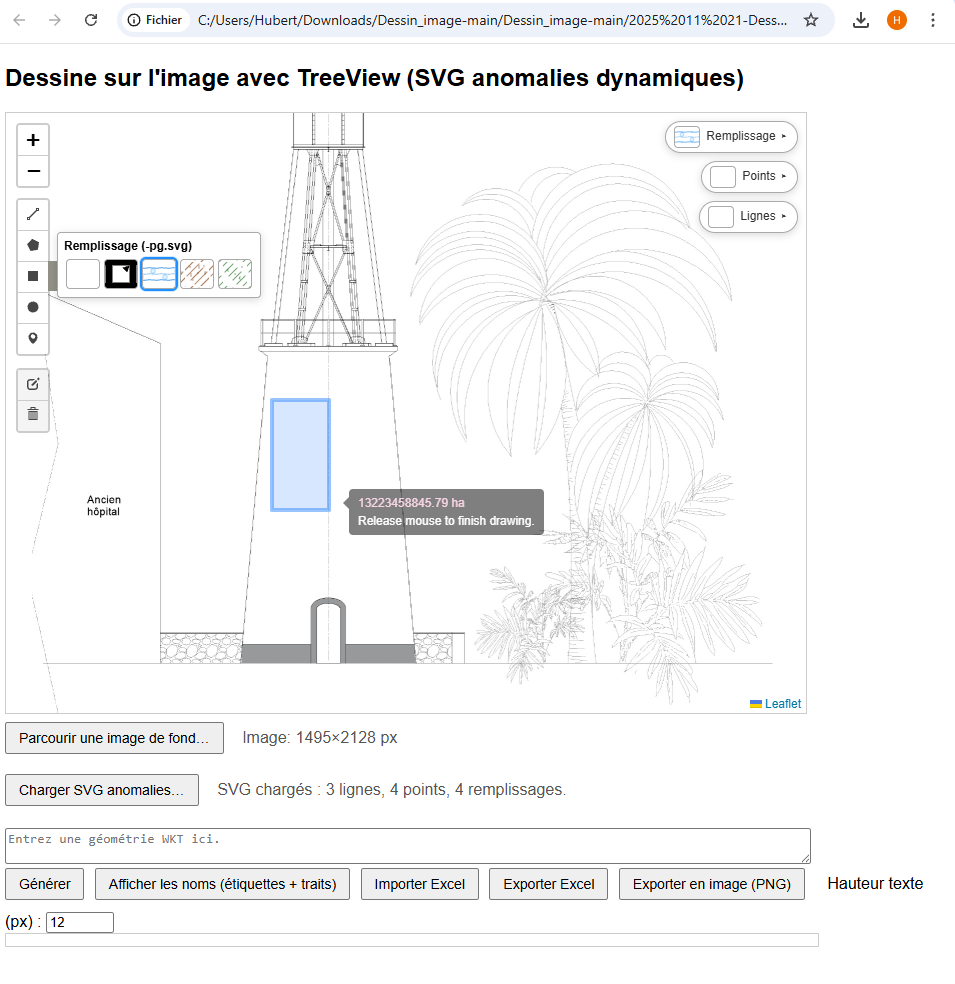 Fichier
C:/Users/Hubert/Downloads/Dessin_image-main/Dessin_image-main/2025%2011%2021-Dess...
H
Dessine sur l'image avec TreeView (SVG anomalies dynamiques)
+
−
Remplissage ▸
Points ▸
Lignes ▸
Remplissage (-pg.svg)
Ancien
hôpital
13223458845.79 ha
Release mouse to finish drawing.
Leaflet
Parcourir une image de fond…
Image: 1495×2128 px
Charger SVG anomalies…
SVG chargés : 3 lignes, 4 points, 4 remplissages.
Entrez une géométrie WKT ici.
Générer
Afficher les noms (étiquettes + traits)
Importer Excel
Exporter Excel
Exporter en image (PNG)
Hauteur texte
(px) : 12